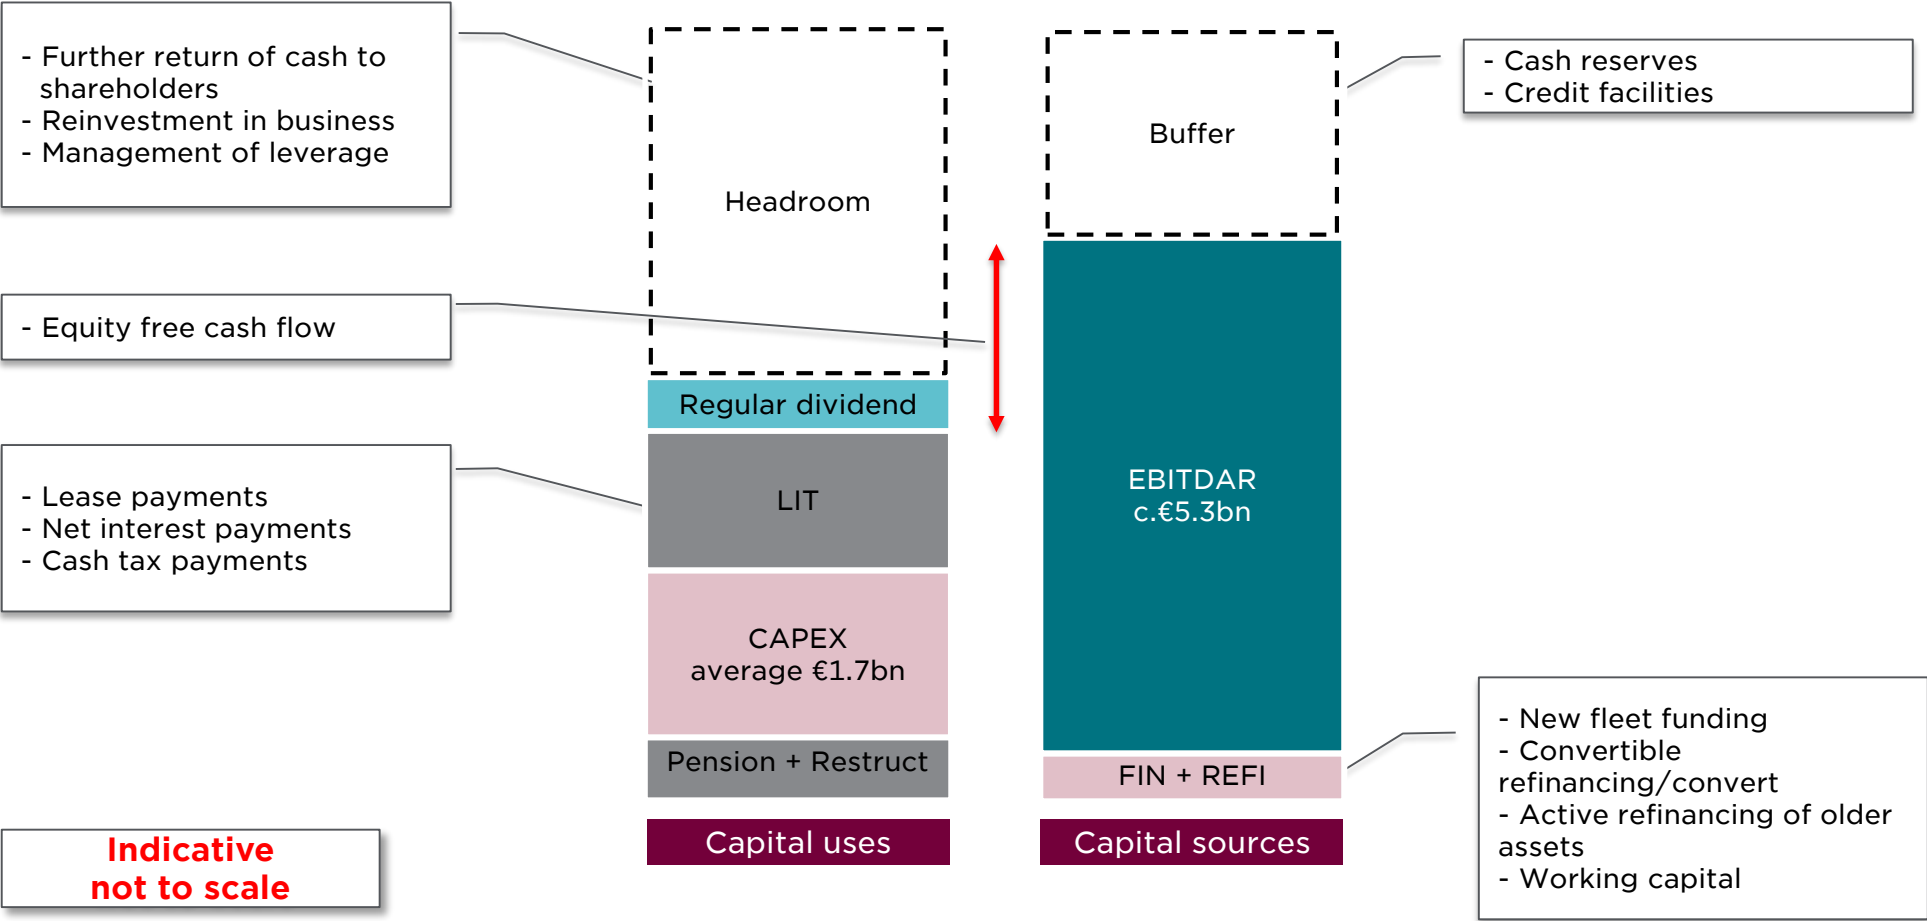 - Further return of cash to
shareholders
- Reinvestment in business
- Management of leverage
- Equity free cash flow
- Lease payments
- Net interest payments
- Cash tax payments
Indicative
not to scale
Headroom
Regular dividend
LIT
CAPEX
average €1.7bn
Pension + Restruct
Capital uses
Buffer
EBITDAR
c.€5.3bn
FIN + REFI
Capital sources
- Cash reserves
- Credit facilities
- New fleet funding
- Convertible
refinancing/convert
- Active refinancing of older
assets
- Working capital